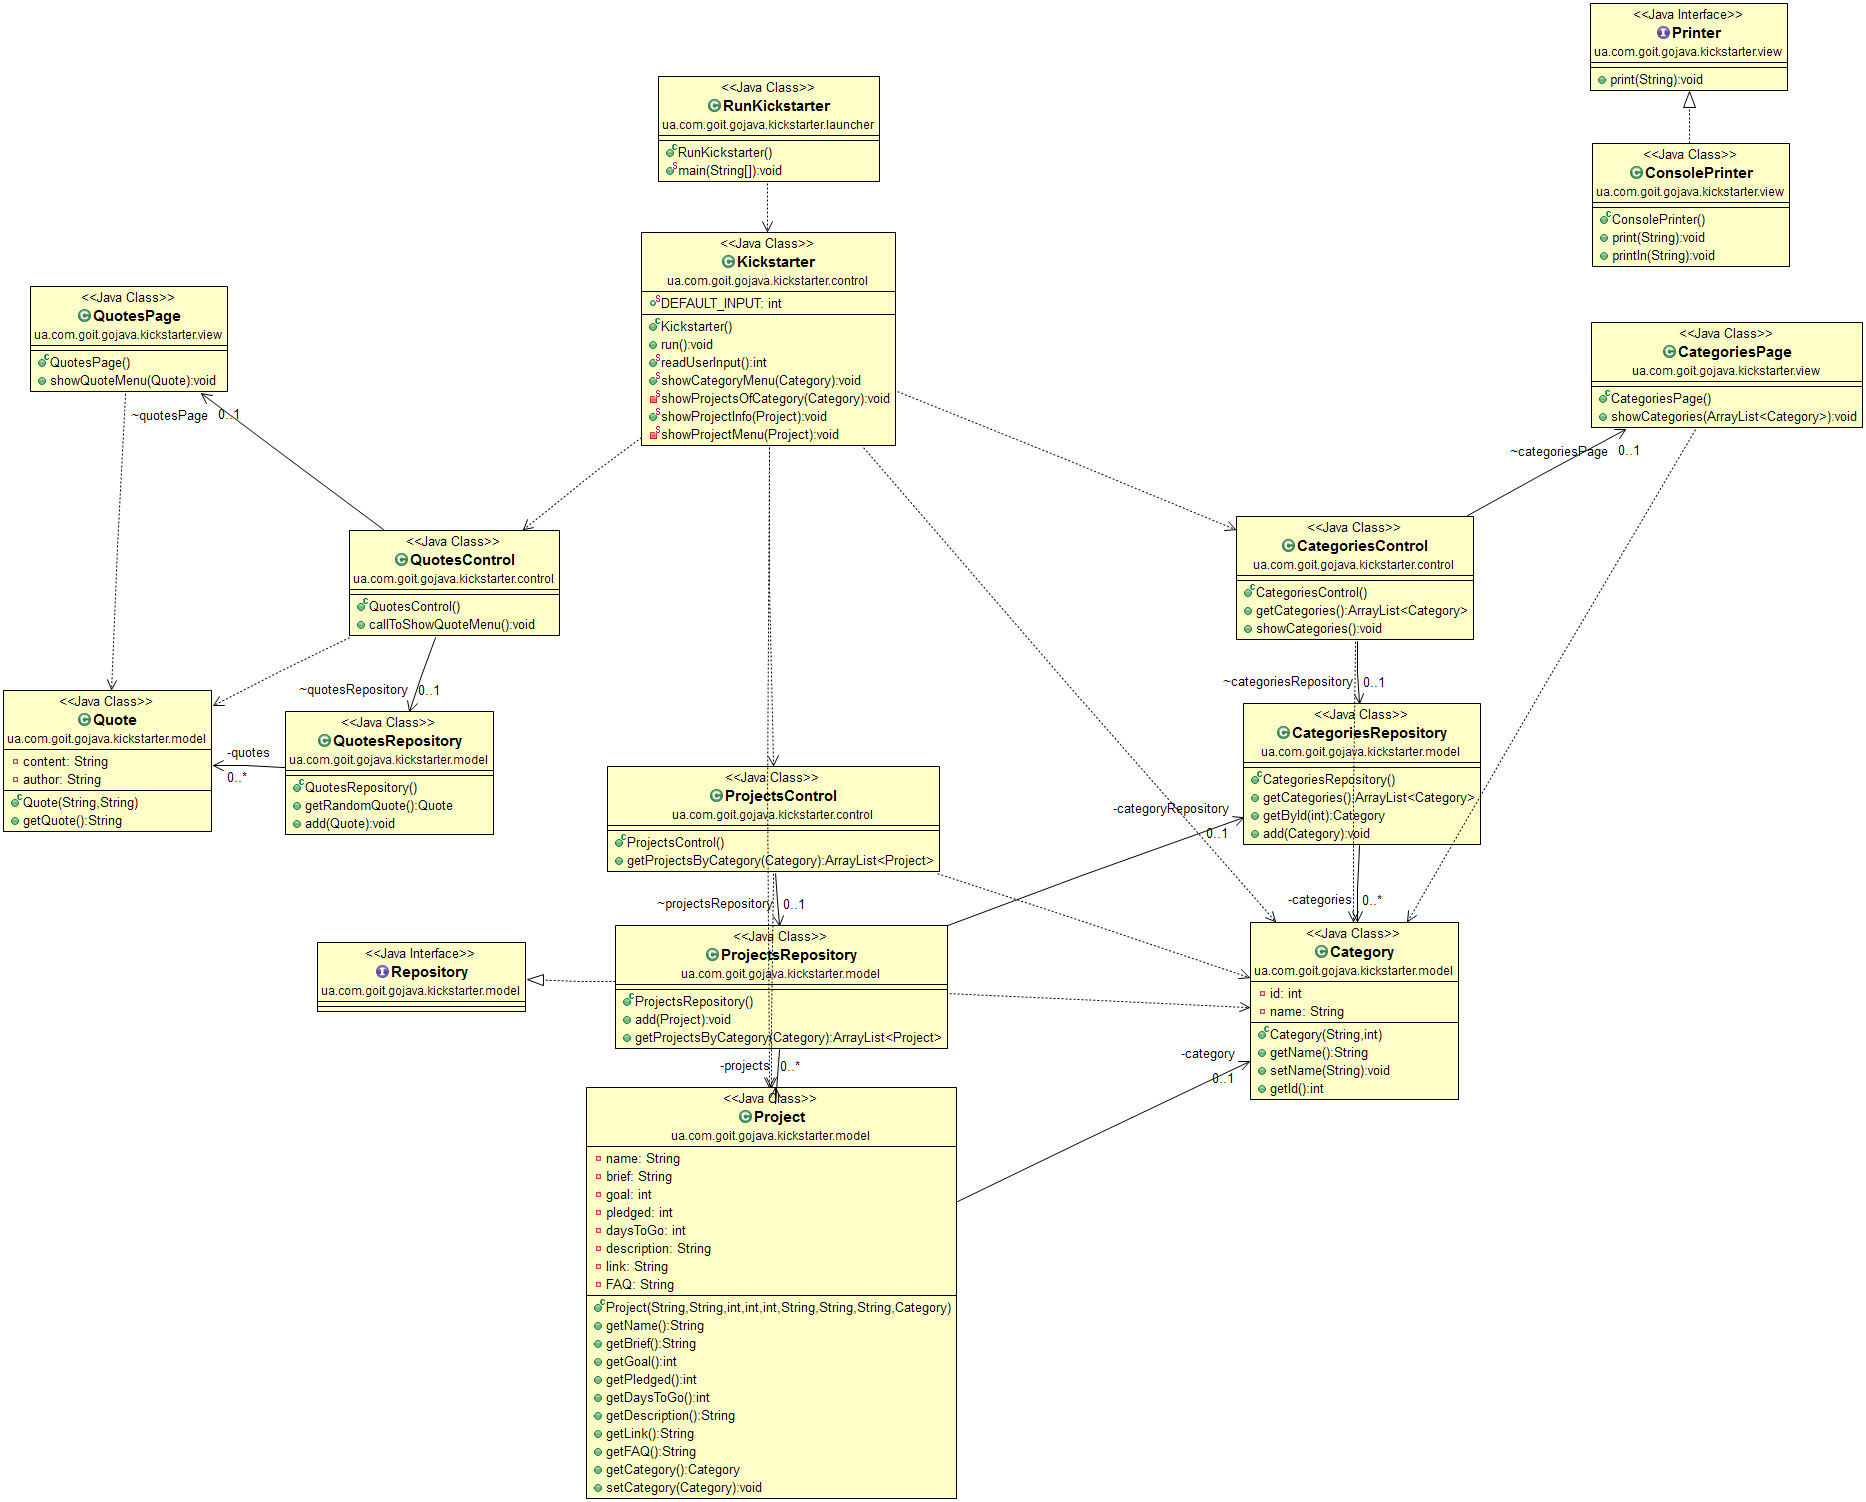 <<Java Interface>>
Printer
ua.com.goit.gojava.kickstarter.view
print(String):void
<<Java Class>>
RunKickstarter
ua.com.goit.gojava.kickstarter.launcher
RunKickstarter()
main(String[]):void
<<Java Class>>
ConsolePrinter
ua.com.goit.gojava.kickstarter.view
ConsolePrinter()
print(String):void
println(String):void
<<Java Class>>
Kickstarter
ua.com.goit.gojava.kickstarter.control
DEFAULT_INPUT: int
Kickstarter()
run():void
readUserInput():int
showCategoryMenu(Category):void
showProjectsOfCategory(Category):void
showProjectInfo(Project):void
showProjectMenu(Project):void
<<Java Class>>
QuotesPage
ua.com.goit.gojava.kickstarter.view
QuotesPage()
showQuoteMenu(Quote):void
~quotesPage 0..1
<<Java Class>>
CategoriesPage
ua.com.goit.gojava.kickstarter.view
CategoriesPage()
showCategories(ArrayList<Category>):void
~categoriesPage 0..1
<<Java Class>>
QuotesControl
ua.com.goit.gojava.kickstarter.control
QuotesControl()
callToShowQuoteMenu():void
~quotesRepository 0..1
<<Java Class>>
CategoriesControl
ua.com.goit.gojava.kickstarter.control
CategoriesControl()
getCategories():ArrayList<Category>
showCategories():void
~categoriesRepository 0..1
<<Java Class>>
Quote
ua.com.goit.gojava.kickstarter.model
content: String
author: String
Quote(String,String)
getQuote():String
-quotes
0..*
<<Java Class>>
QuotesRepository
ua.com.goit.gojava.kickstarter.model
QuotesRepository()
getRandomQuote():Quote
add(Quote):void
<<Java Class>>
CategoriesRepository
ua.com.goit.gojava.kickstarter.model
CategoriesRepository()
getCategories():ArrayList<Category>
getById(int):Category
add(Category):void
-categoryRepository
0..1
-categories 0..*
<<Java Class>>
ProjectsControl
ua.com.goit.gojava.kickstarter.control
ProjectsControl()
getProjectsByCategory(Category):ArrayList<Project>
~projectsRepository 0..1
<<Java Interface>>
Repository
ua.com.goit.gojava.kickstarter.model
<<Java Class>>
ProjectsRepository
ua.com.goit.gojava.kickstarter.model
ProjectsRepository()
add(Project):void
getProjectsByCategory(Category):ArrayList<Project>
-projects 0..*
<<Java Class>>
Category
ua.com.goit.gojava.kickstarter.model
id: int
name: String
Category(String,int)
getName():String
setName(String):void
getId():int
-category
0..1
<<Java Class>>
Project
ua.com.goit.gojava.kickstarter.model
name: String
brief: String
goal: int
pledged: int
daysToGo: int
description: String
link: String
FAQ: String
Project(String,String,int,int,int,String,String,String,Category)
getName():String
getBrief():String
getGoal():int
getPledged():int
getDaysToGo():int
getDescription():String
getLink():String
getFAQ():String
getCategory():Category
setCategory(Category):void